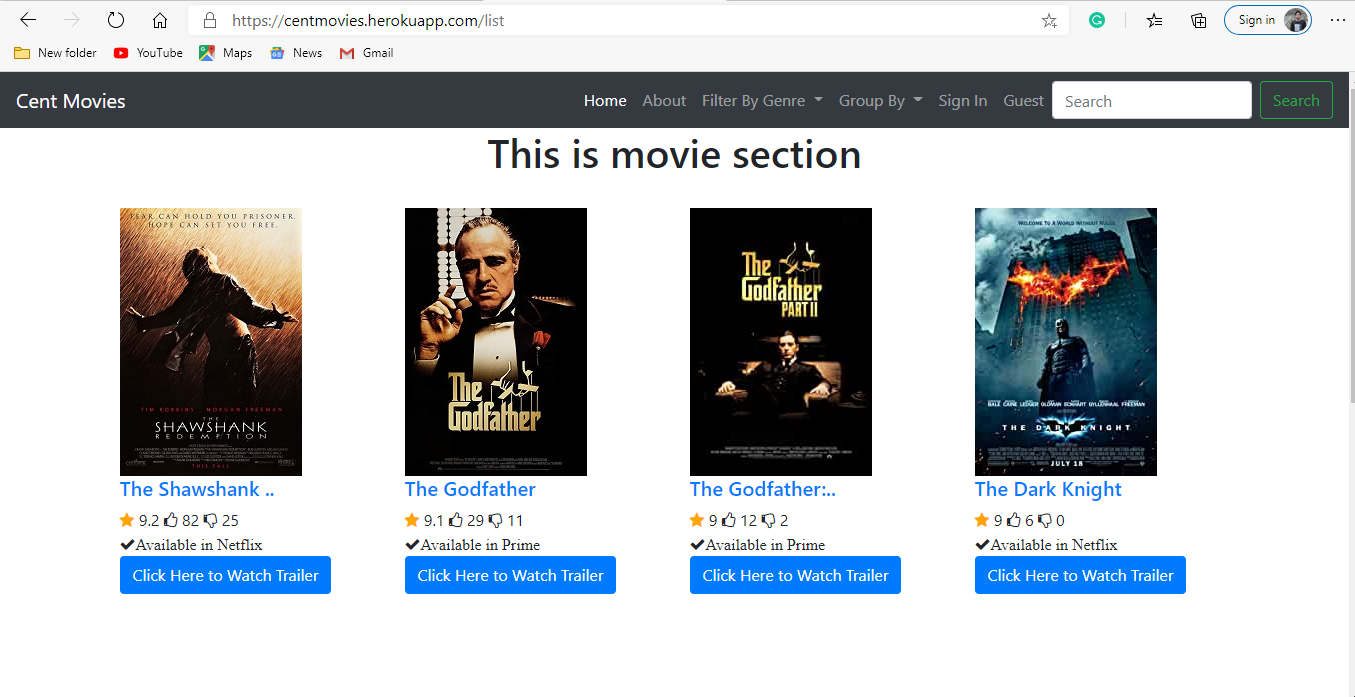 https://centmovies.herokuapp.com/list
Sign in
New folder YouTube Maps News Gmail
Cent Movies Home About Filter By Genre Group By Sign In Guest Search Search
This is movie section
FEAR CAN HOLD YOU PRISONER.
HOPE CAN SET YOU FREE.
TIM ROBBINS MORGAN FREEMAN
THE
SHAWSHANK
REDEMPTION
THIS FALL
The
Godfather
The
Godfather
PART II
WELCOME TO A WORLD WITHOUT RULES.
BALE CAINE LEDGER OLDMAN ECKHART GYLLENHAAL FREEMAN
THE DARK KNIGHT
JULY 18
The Shawshank .. The Godfather The Godfather:.. The Dark Knight
9.2 82 25 9.1 29 11 9 12 2 9 6 0
Available in Netflix Available in Prime Available in Prime Available in Netflix
Click Here to Watch Trailer Click Here to Watch Trailer Click Here to Watch Trailer Click Here to Watch Trailer